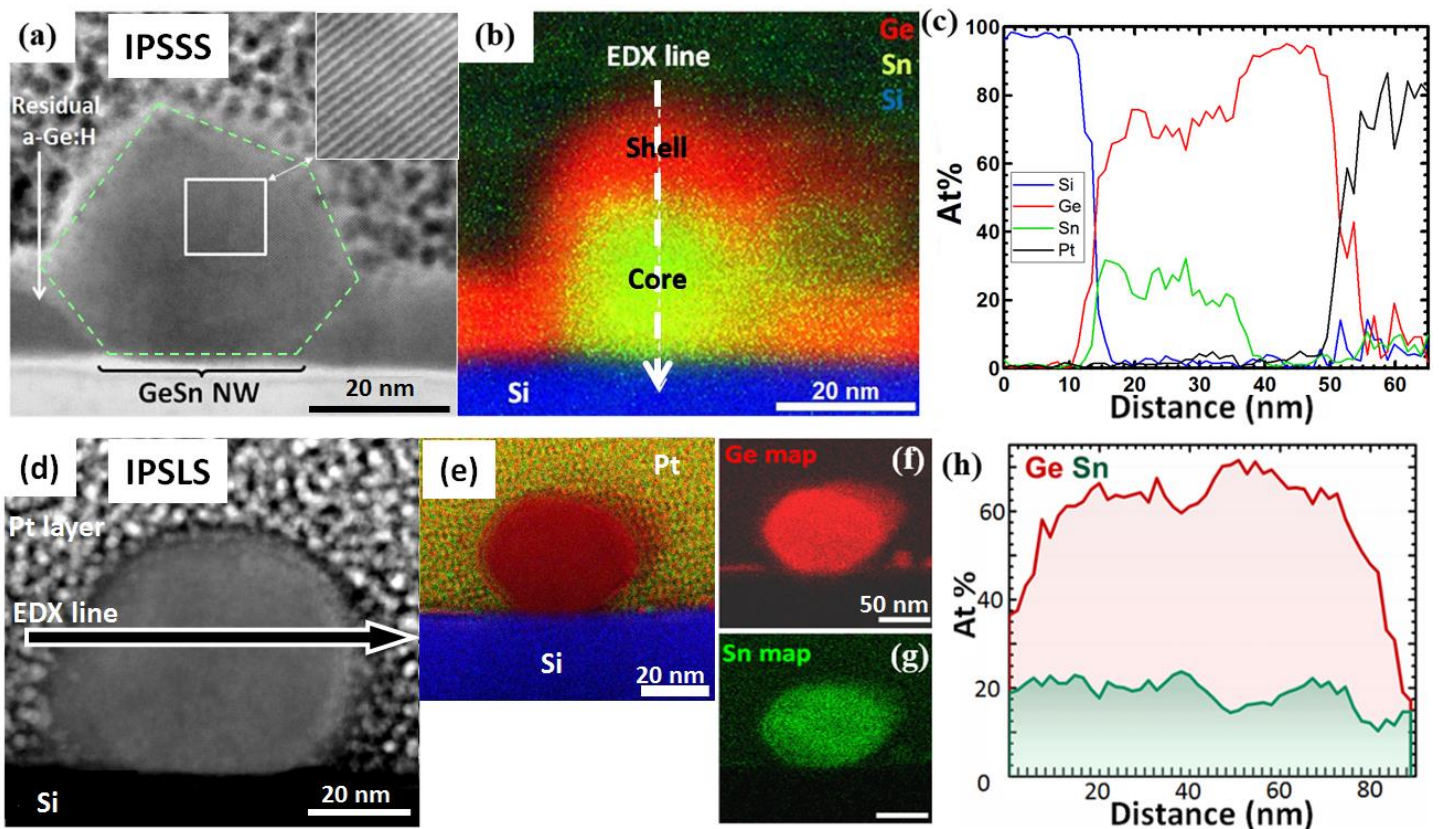 (a)
IPSSS
Residual
a-Ge:H
GeSn NW
20 nm
(b)
Ge
Sn
Si
EDX line
Shell
Core
Si
20 nm
(c)
100
80
60
40
20
0
At%
Si
Ge
Sn
Pt
0 10 20 30 40 50 60
Distance (nm)
(d)
IPSLS
Pt layer
EDX line
Si
20 nm
(e)
Pt
Si
20 nm
Ge map
(f)
50 nm
Sn map
(g)
(h)
Ge Sn
60
40
20
0
At %
20 40 60 80
Distance (nm)